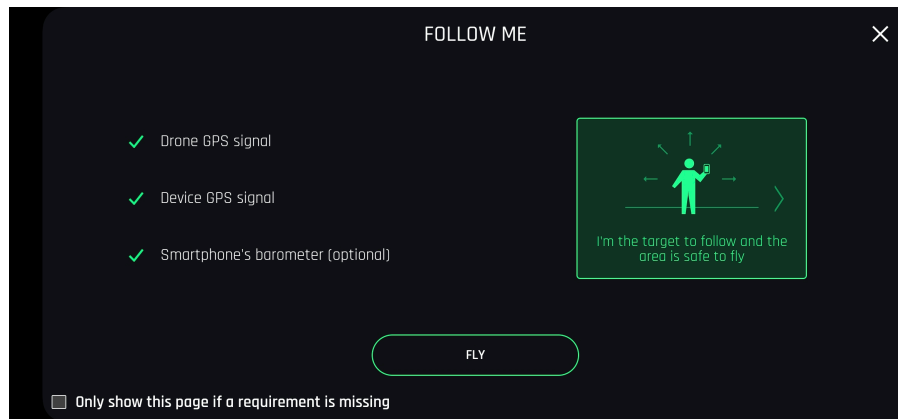 FOLLOW ME
Drone GPS signal
Device GPS signal
Smartphone's barometer (optional)
I'm the target to follow and the
area is safe to fly
FLY
Only show this page if a requirement is missing